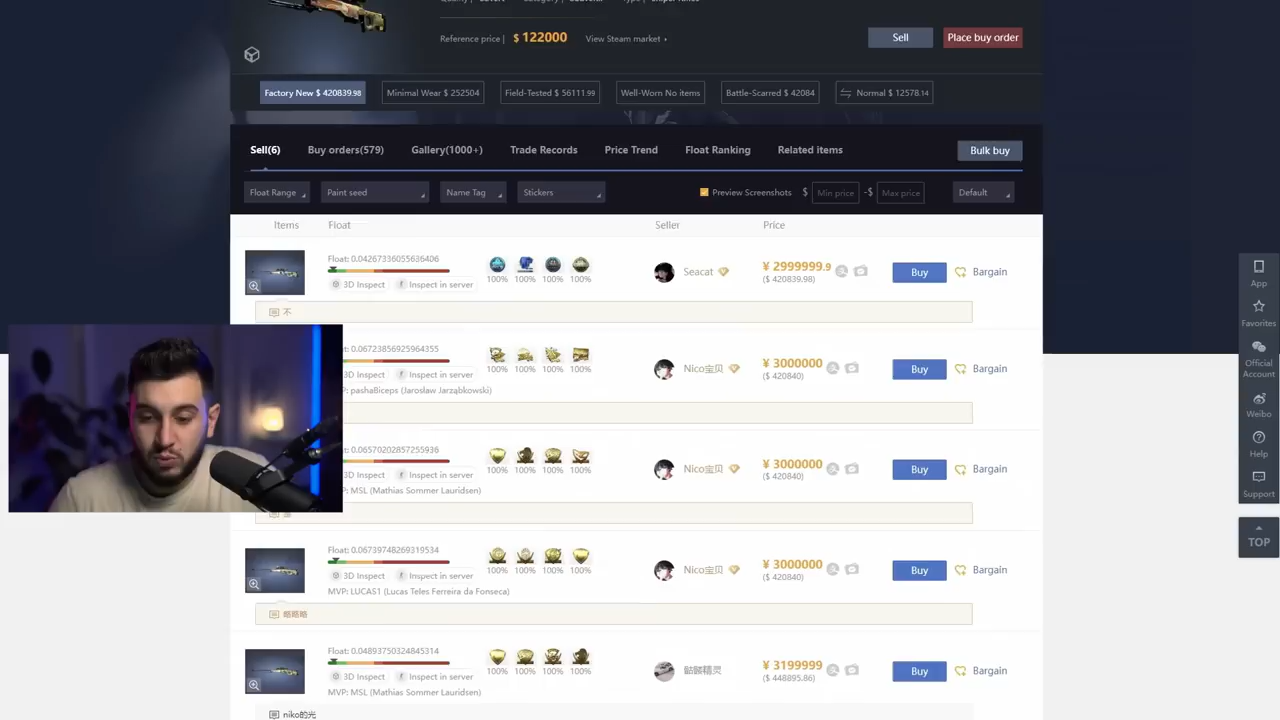 Reference price | $ 122000 View Steam market
Sell
Place buy order
Factory New $ 420839.98
Minimal Wear $ 252504
Field-Tested $ 56111.99
Well-Worn No items
Battle-Scarred $ 42084
Normal $ 12578.14
Sell(6)
Buy orders(579)
Gallery(1000+)
Trade Records
Price Trend
Float Ranking
Related items
Bulk buy
Float Range
Paint seed
Name Tag
Stickers
Preview Screenshots
$ Min price -$ Max price
Default
Items Float Seller Price
Float: 0.04267336055636406
3D Inspect Inspect in server
100% 100% 100% 100%
Seacat
¥ 2999999.9
($ 420839.98)
Buy
Bargain
不
at: 0.06723856925964355
3D Inspect Inspect in server
P: pashaBiceps (Jarosław Jarząbkowski)
100% 100% 100% 100%
Nico宝贝
¥ 3000000
($ 420840)
Buy
Bargain
at: 0.06570202857255936
3D Inspect Inspect in server
P: MSL (Mathias Sommer Lauridsen)
100% 100% 100% 100%
Nico宝贝
¥ 3000000
($ 420840)
Buy
Bargain
Float: 0.06739748269319534
3D Inspect Inspect in server
MVP: LUCAS1 (Lucas Teles Ferreira da Fonseca)
100% 100% 100% 100%
Nico宝贝
¥ 3000000
($ 420840)
Buy
Bargain
略略略
Float: 0.04893750324845314
3D Inspect Inspect in server
MVP: MSL (Mathias Sommer Lauridsen)
100% 100% 100% 100%
骷髅精灵
¥ 3199999
($ 448895.86)
Buy
Bargain
niko的光
App
Favorites
Official
Account
Weibo
Help
Support
TOP